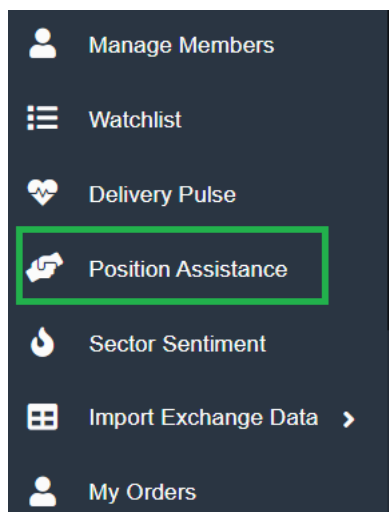 Manage Members
Watchlist
Delivery Pulse
Position Assistance
Sector Sentiment
Import Exchange Data
My Orders